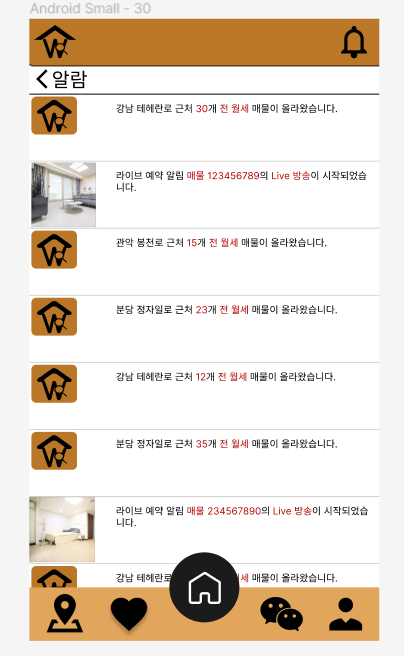 Android Small - 30
알람
강남 테헤란로 근처 30개 전 월세 매물이 올라왔습니다.
라이브 예약 알림 매물 123456789의 Live 방송이 시작되었습
니다.
관악 봉천로 근처 15개 전 월세 매물이 올라왔습니다.
분당 정자일로 근처 23개 전 월세 매물이 올라왔습니다.
강남 테헤란로 근처 12개 전 월세 매물이 올라왔습니다.
분당 정자일로 근처 35개 전 월세 매물이 올라왔습니다.
라이브 예약 알림 매물 234567890의 Live 방송이 시작되었습
니다.
강남 테헤란로 세 매물이 올라왔습니다.